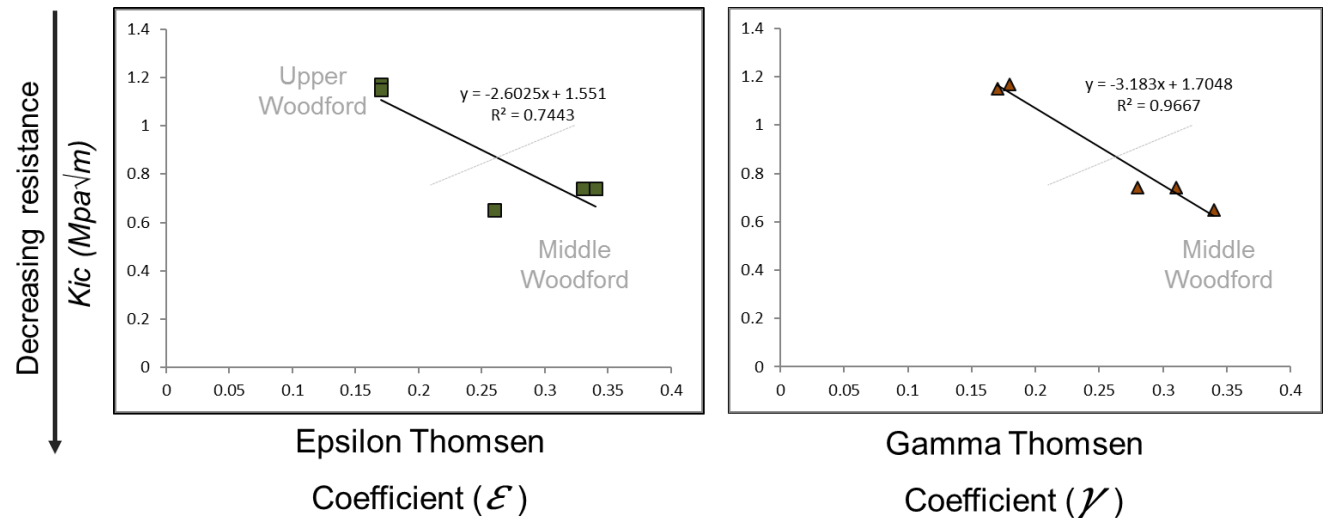 Decreasing resistance
Kic (Mpa√m)
1.4
1.2
1
0.8
0.6
0.4
0.2
0
0
0.05
0.1
0.15
0.2
0.25
0.3
0.35
0.4
Upper
Woodford
y = -2.6025x + 1.551
R² = 0.7443
Middle
Woodford
Epsilon Thomsen
Coefficient (ε)
1.4
1.2
1
0.8
0.6
0.4
0.2
0
0
0.05
0.1
0.15
0.2
0.25
0.3
0.35
0.4
y = -3.183x + 1.7048
R² = 0.9667
Middle
Woodford
Gamma Thomsen
Coefficient (γ)